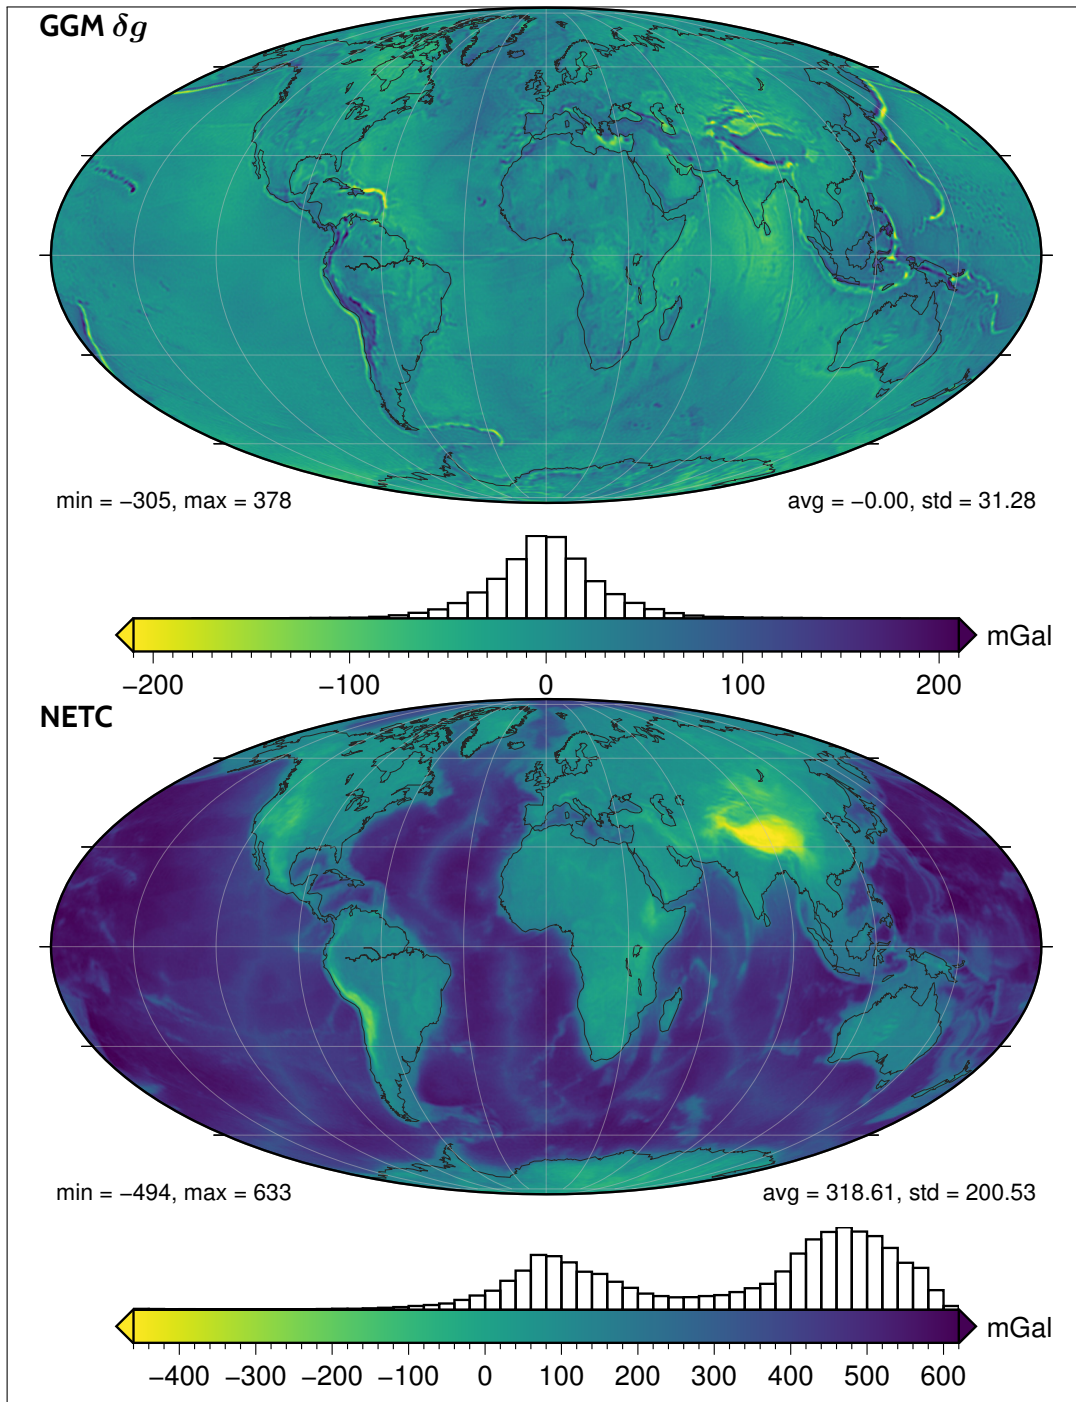 GGM δg
min = −305, max = 378
avg = −0.00, std = 31.28
mGal
−200 −100 0 100 200
NETC
min = −494, max = 633
avg = 318.61, std = 200.53
mGal
−400 −300 −200 −100 0 100 200 300 400 500 600